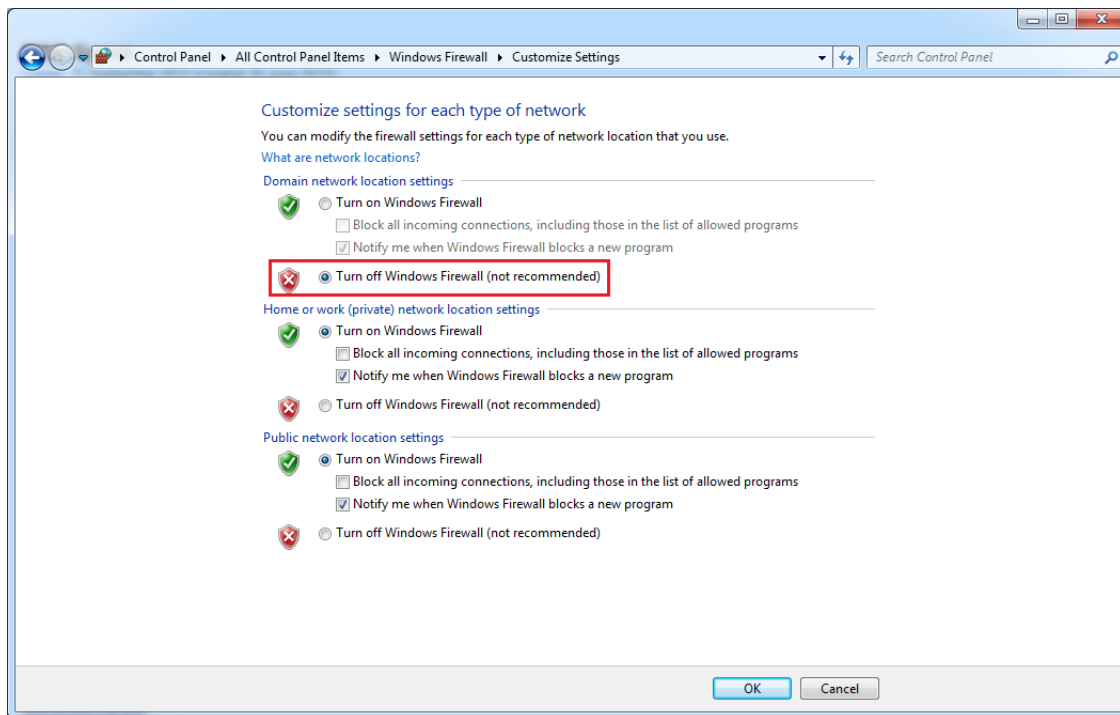 Control Panel ▸ All Control Panel Items ▸ Windows Firewall ▸ Customize Settings
Search Control Panel
Customize settings for each type of network
You can modify the firewall settings for each type of network location that you use.
What are network locations?
Domain network location settings
Turn on Windows Firewall
Block all incoming connections, including those in the list of allowed programs
Notify me when Windows Firewall blocks a new program
Turn off Windows Firewall (not recommended)
Home or work (private) network location settings
Turn on Windows Firewall
Block all incoming connections, including those in the list of allowed programs
Notify me when Windows Firewall blocks a new program
Turn off Windows Firewall (not recommended)
Public network location settings
Turn on Windows Firewall
Block all incoming connections, including those in the list of allowed programs
Notify me when Windows Firewall blocks a new program
Turn off Windows Firewall (not recommended)
OK
Cancel